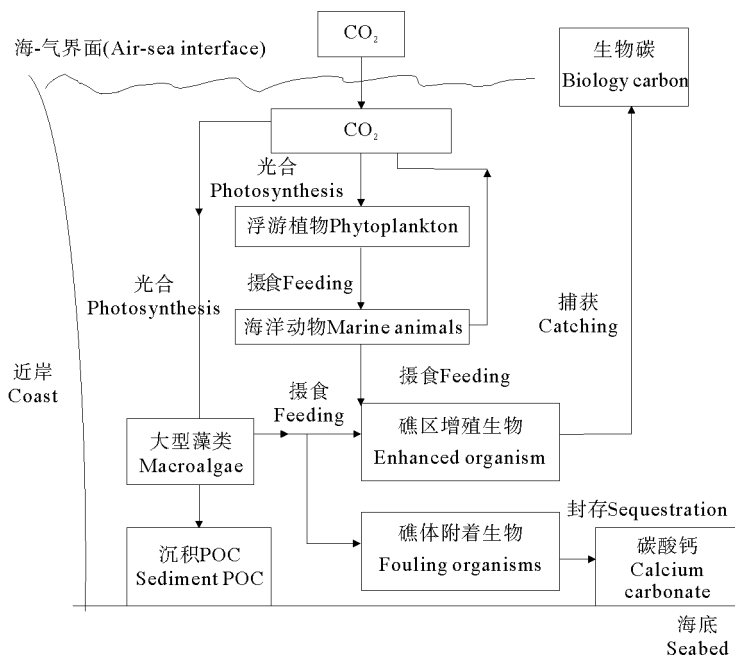 CO₂
海-气界面(Air-sea interface)
生物碳
Biology carbon
CO₂
光合
Photosynthesis
浮游植物Phytoplankton
摄食Feeding
光合
Photosynthesis
海洋动物Marine animals
捕获
Catching
近岸
Coast
摄食Feeding
摄食
Feeding
大型藻类
Macroalgae
礁区增殖生物
Enhanced organism
封存Sequestration
沉积POC
Sediment POC
礁体附着生物
Fouling organisms
碳酸钙
Calcium
carbonate
海底
Seabed